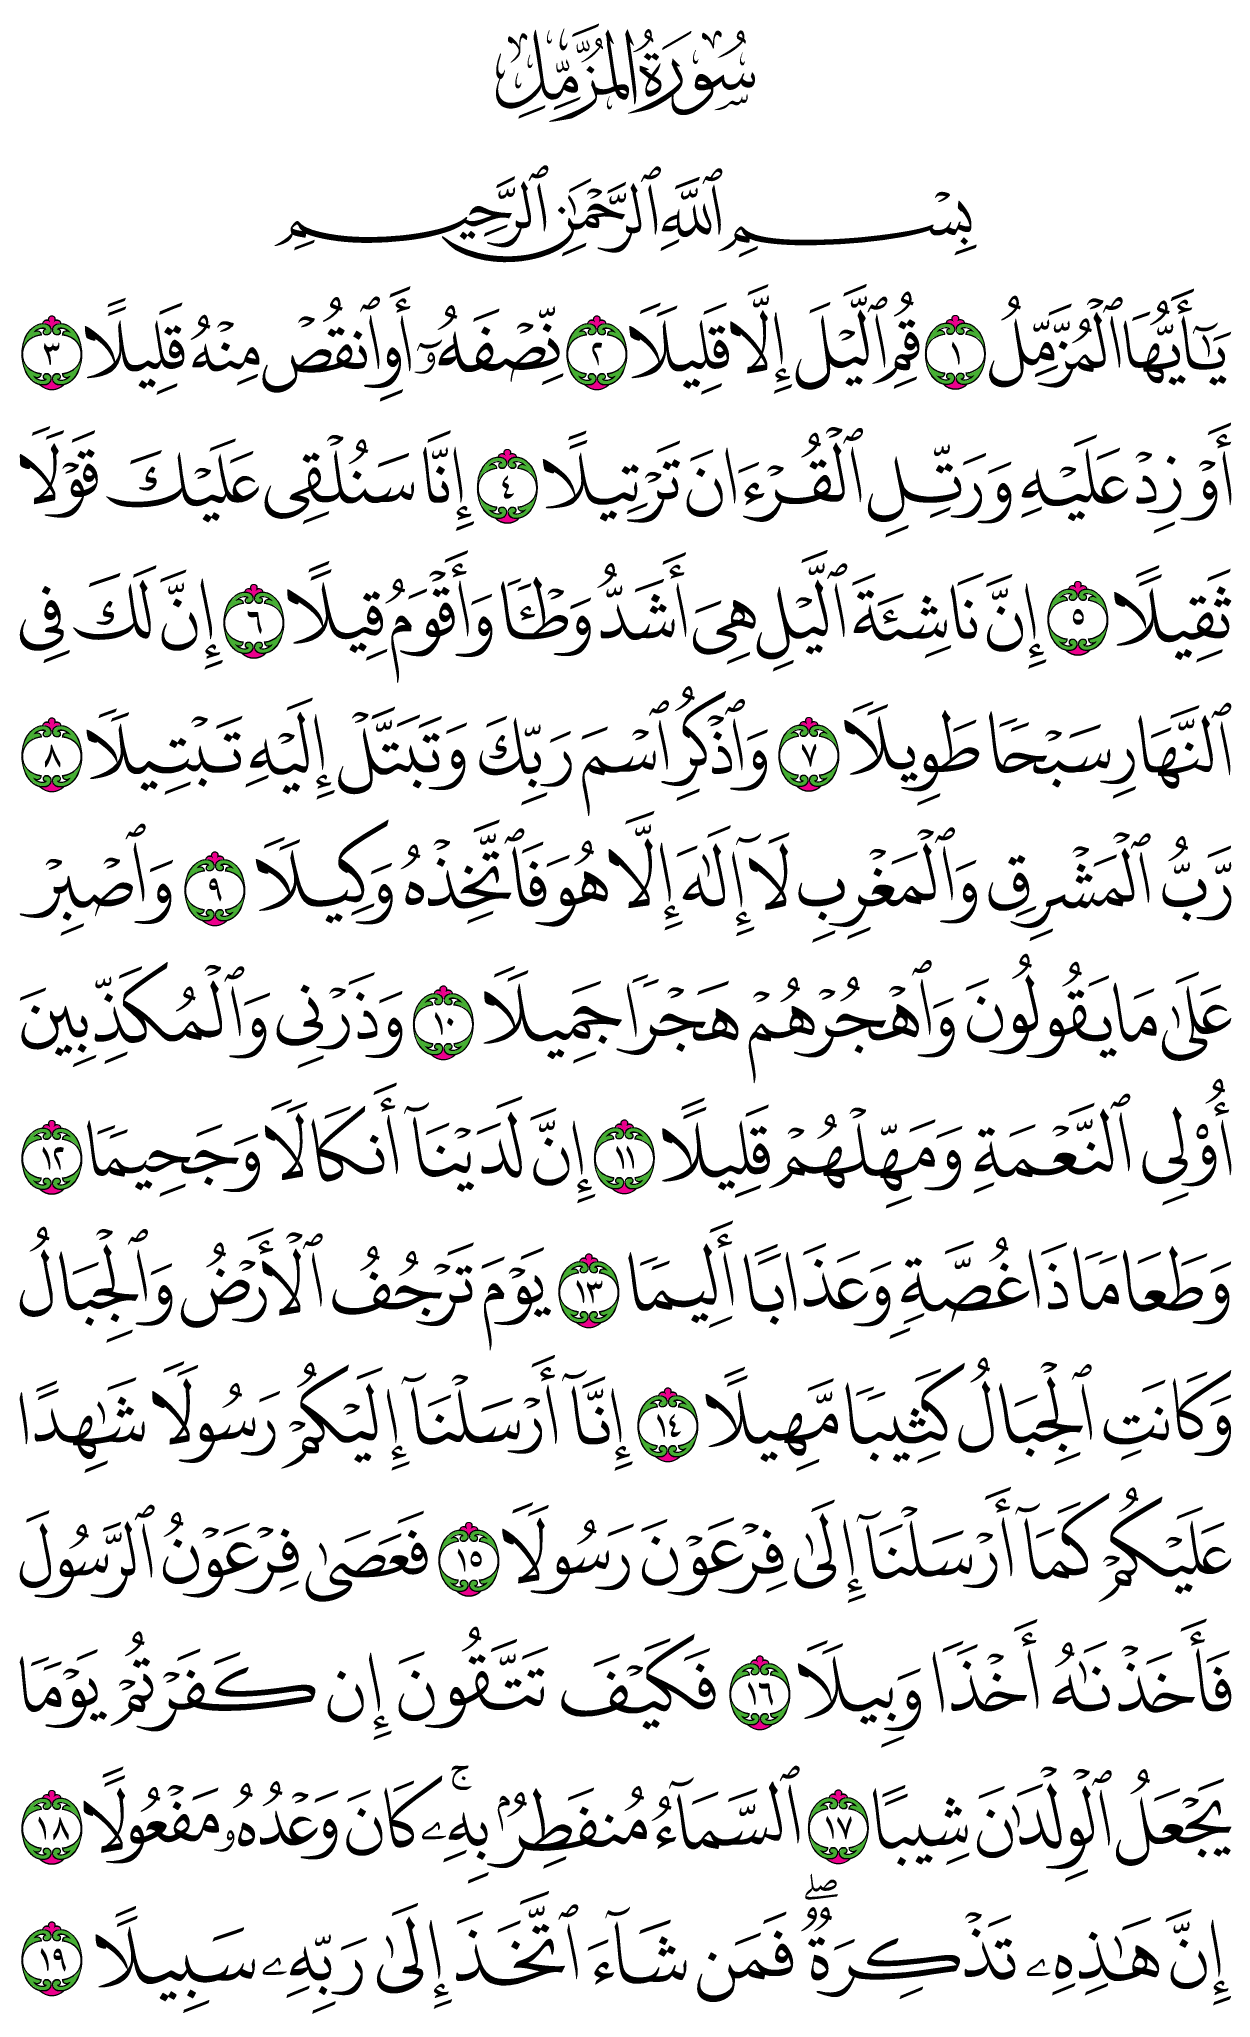 سُورَةُ المُزَّمِّلِ
بِسْمِ ٱللَّهِ ٱلرَّحْمَٰنِ ٱلرَّحِيمِ
يَٰٓأَيُّهَا ٱلْمُزَّمِّلُ ١ قُمِ ٱلَّيْلَ إِلَّا قَلِيلًا ٢ نِّصْفَهُۥٓ أَوِ ٱنقُصْ مِنْهُ قَلِيلًا ٣
أَوْ زِدْ عَلَيْهِ وَرَتِّلِ ٱلْقُرْءَانَ تَرْتِيلًا ٤ إِنَّا سَنُلْقِى عَلَيْكَ قَوْلًا
ثَقِيلًا ٥ إِنَّ نَاشِئَةَ ٱلَّيْلِ هِىَ أَشَدُّ وَطْـًٔا وَأَقْوَمُ قِيلًا ٦ إِنَّ لَكَ فِى
ٱلنَّهَارِ سَبْحًا طَوِيلًا ٧ وَٱذْكُرِ ٱسْمَ رَبِّكَ وَتَبَتَّلْ إِلَيْهِ تَبْتِيلًا ٨
رَّبُّ ٱلْمَشْرِقِ وَٱلْمَغْرِبِ لَآ إِلَٰهَ إِلَّا هُوَ فَٱتَّخِذْهُ وَكِيلًا ٩ وَٱصْبِرْ
عَلَىٰ مَا يَقُولُونَ وَٱهْجُرْهُمْ هَجْرًا جَمِيلًا ١٠ وَذَرْنِى وَٱلْمُكَذِّبِينَ
أُو۟لِى ٱلنَّعْمَةِ وَمَهِّلْهُمْ قَلِيلًا ١١ إِنَّ لَدَيْنَآ أَنكَالًا وَجَحِيمًا ١٢
وَطَعَامًا ذَا غُصَّةٍ وَعَذَابًا أَلِيمًا ١٣ يَوْمَ تَرْجُفُ ٱلْأَرْضُ وَٱلْجِبَالُ
وَكَانَتِ ٱلْجِبَالُ كَثِيبًا مَّهِيلًا ١٤ إِنَّآ أَرْسَلْنَآ إِلَيْكُمْ رَسُولًا شَٰهِدًا
عَلَيْكُمْ كَمَآ أَرْسَلْنَآ إِلَىٰ فِرْعَوْنَ رَسُولًا ١٥ فَعَصَىٰ فِرْعَوْنُ ٱلرَّسُولَ
فَأَخَذْنَٰهُ أَخْذًا وَبِيلًا ١٦ فَكَيْفَ تَتَّقُونَ إِن كَفَرْتُمْ يَوْمًا
يَجْعَلُ ٱلْوِلْدَٰنَ شِيبًا ١٧ ٱلسَّمَآءُ مُنفَطِرٌۢ بِهِۦ ۚ كَانَ وَعْدُهُۥ مَفْعُولًا ١٨
إِنَّ هَٰذِهِۦ تَذْكِرَةٌ ۖ فَمَن شَآءَ ٱتَّخَذَ إِلَىٰ رَبِّهِۦ سَبِيلًا ١٩